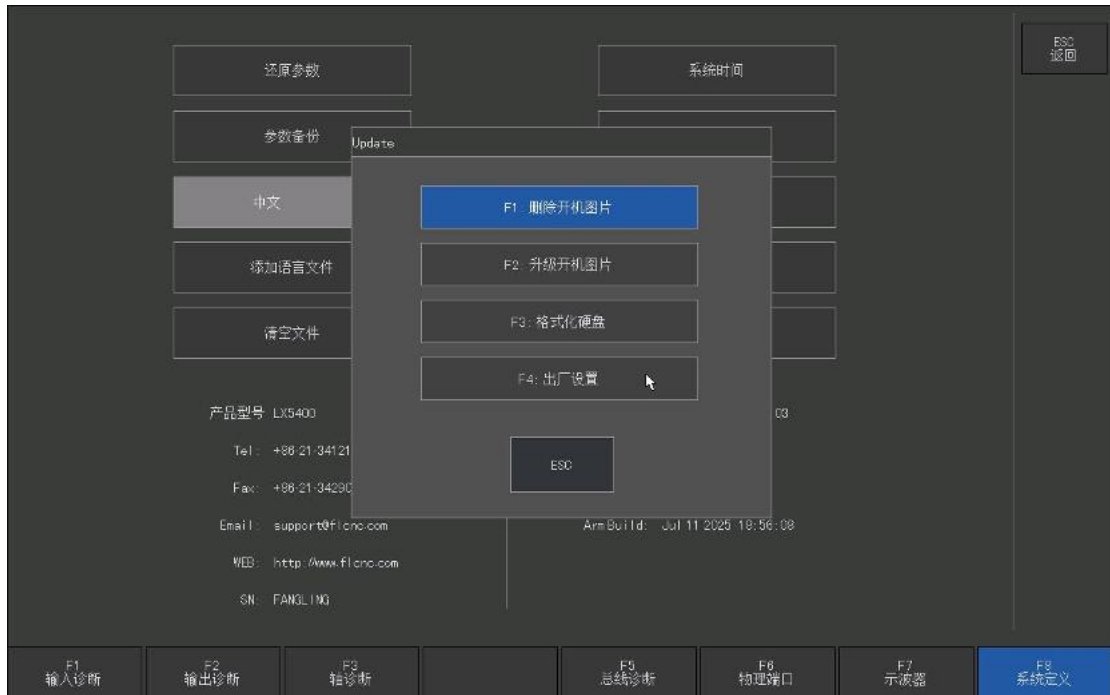 ESC
返回
还原参数
系统时间
参数备份
Update
中文
F1: 删除开机图片
添加语言文件
F2: 升级开机图片
清空文件
F3: 格式化硬盘
F4: 出厂设置
产品型号 LX5400
03
Tel: +86-21-34121
ESC
Fax: +86-21-34290
Email: support@flcnc.com
ArmBuild: Jul 11 2025 18:56:08
WEB: http://www.flcnc.com
SN: FANGLING
F1
输入诊断
F2
输出诊断
F3
轴诊断
F5
总线诊断
F6
物理端口
F7
示波器
F8
系统定义